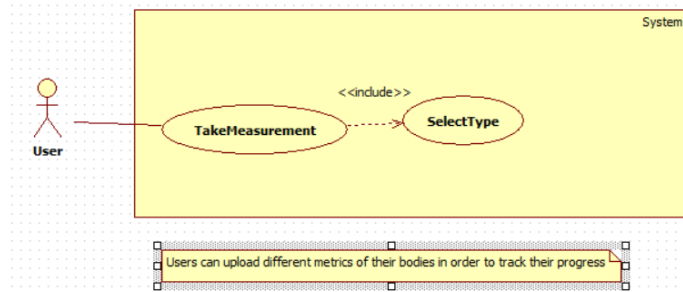 System
<<include>>
TakeMeasurement
SelectType
User
Users can upload different metrics of their bodies in order to track their progress